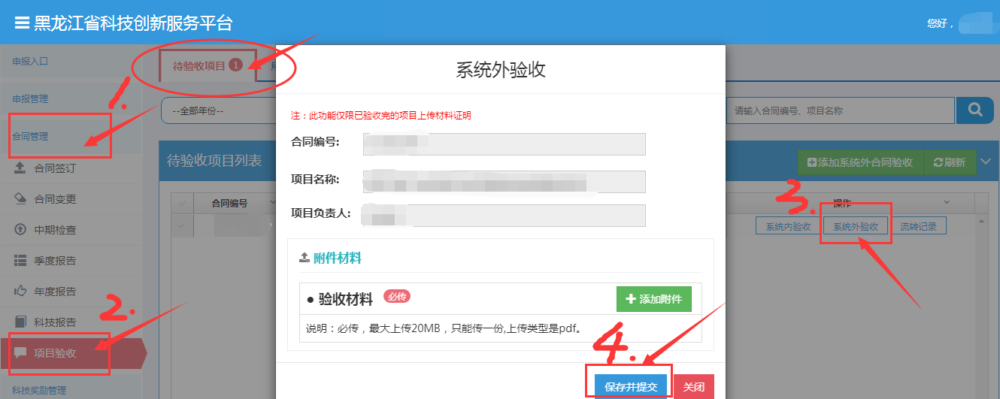 黑龙江省科技创新服务平台
您好，
申报入口
申报管理
合同管理
合同签订
合同变更
中期检查
季度报告
年度报告
科技报告
项目验收
科技奖励管理
1.
2.
待验收项目 1
--全部年份--
请输入合同编号、项目名称
待验收项目列表
添加系统外合同验收 刷新
合同编号
操作
系统内验收 系统外验收 流转记录
3.
系统外验收
注：此功能仅限已验收完的项目上传材料证明
合同编号:
项目名称:
项目负责人:
附件材料
● 验收材料 必传
添加附件
说明：必传，最大上传20MB，只能传一份,上传类型是pdf。
4.
保存并提交 关闭